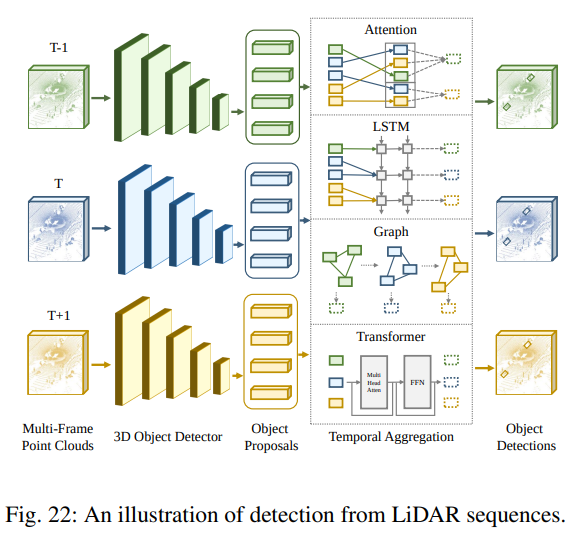 T-1
T
T+1
Attention
LSTM
Graph
Transformer
Multi
Head
Atten
FFN
Multi-Frame
Point Clouds
3D Object Detector
Object
Proposals
Temporal Aggregation
Object
Detections
Fig. 22: An illustration of detection from LiDAR sequences.